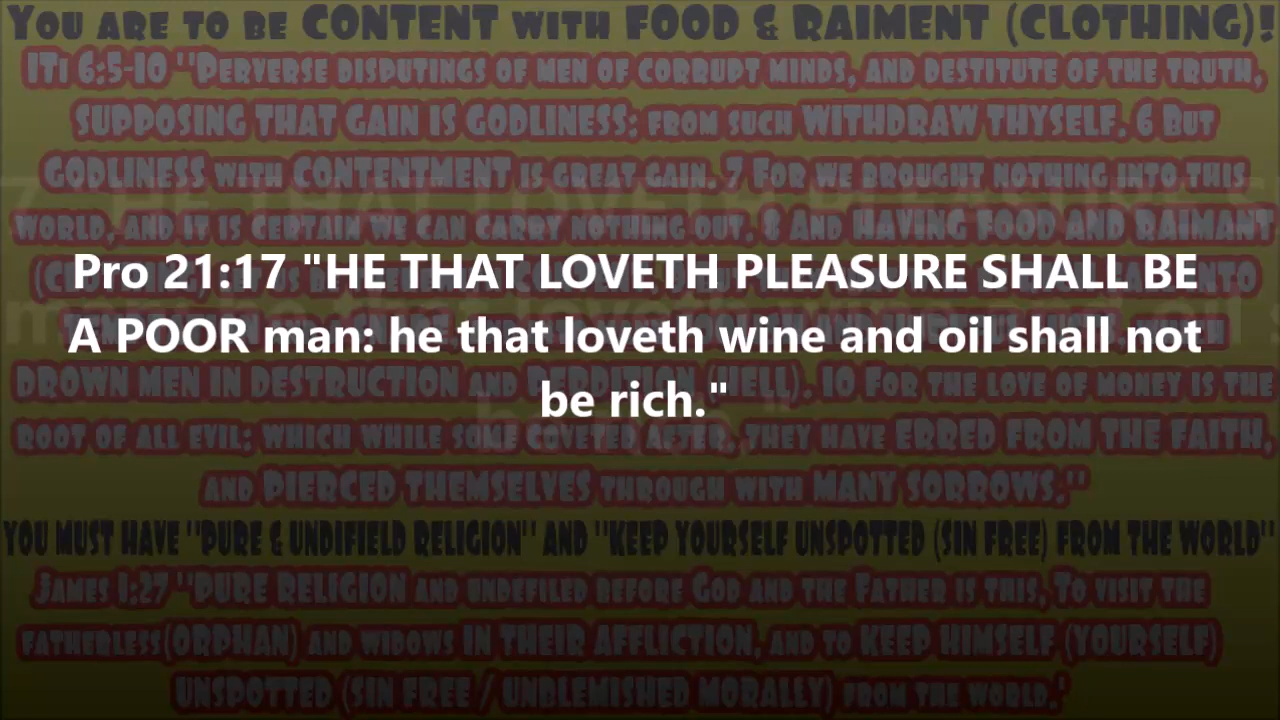 YOU ARE TO BE CONTENT WITH FOOD & RAIMENT (CLOTHING)!
ITI 6:5-10 ''PERVERSE DISPUTINGS OF MEN OF CORRUPT MINDS, AND DESTITUTE OF THE TRUTH,
SUPPOSING THAT GAIN IS GODLINESS: FROM SUCH WITHDRAW THYSELF. 6 BUT
GODLINESS WITH CONTENTMENT IS GREAT GAIN. 7 FOR WE BROUGHT NOTHING INTO THIS
WORLD, AND IT IS CERTAIN WE CAN CARRY NOTHING OUT. 8 AND HAVING FOOD AND RAIMANT
Pro 21:17 "HE THAT LOVETH PLEASURE SHALL BE
A POOR man: he that loveth wine and oil shall not
DROWN MEN IN DESTRUCTION AND PERDITION (HELL). 10 FOR THE LOVE OF MONEY IS THE
be rich."
ROOT OF ALL EVIL: WHICH WHILE SOME COVETED AFTER, THEY HAVE ERRED FROM THE FAITH,
AND PIERCED THEMSELVES THROUGH WITH MANY SORROWS.''
YOU MUST HAVE ''PURE & UNDIFIELD RELIGION'' AND ''KEEP YOURSELF UNSPOTTED (SIN FREE) FROM THE WORLD''
JAMES 1:27 ''PURE RELIGION AND UNDEFILED BEFORE GOD AND THE FATHER IS THIS, TO VISIT THE
FATHERLESS(ORPHAN) AND WIDOWS IN THEIR AFFLICTION, AND TO KEEP HIMSELF (YOURSELF)
UNSPOTTED (SIN FREE / UNBLEMISHED MORALLY) FROM THE WORLD.'